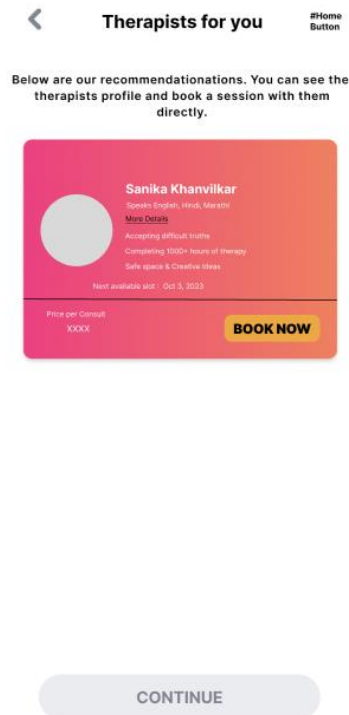 Therapists for you
#Home
Button
Below are our recommendationations. You can see the
therapists profile and book a session with them
directly.
Sanika Khanvilkar
Speaks English, Hindi, Marathi
More Details
Accepting difficult truths
Completing 1000+ hours of therapy
Safe space & Creative Ideas
Next available slot : Oct 3, 2023
Price per Consult
XXXX
BOOK NOW
CONTINUE